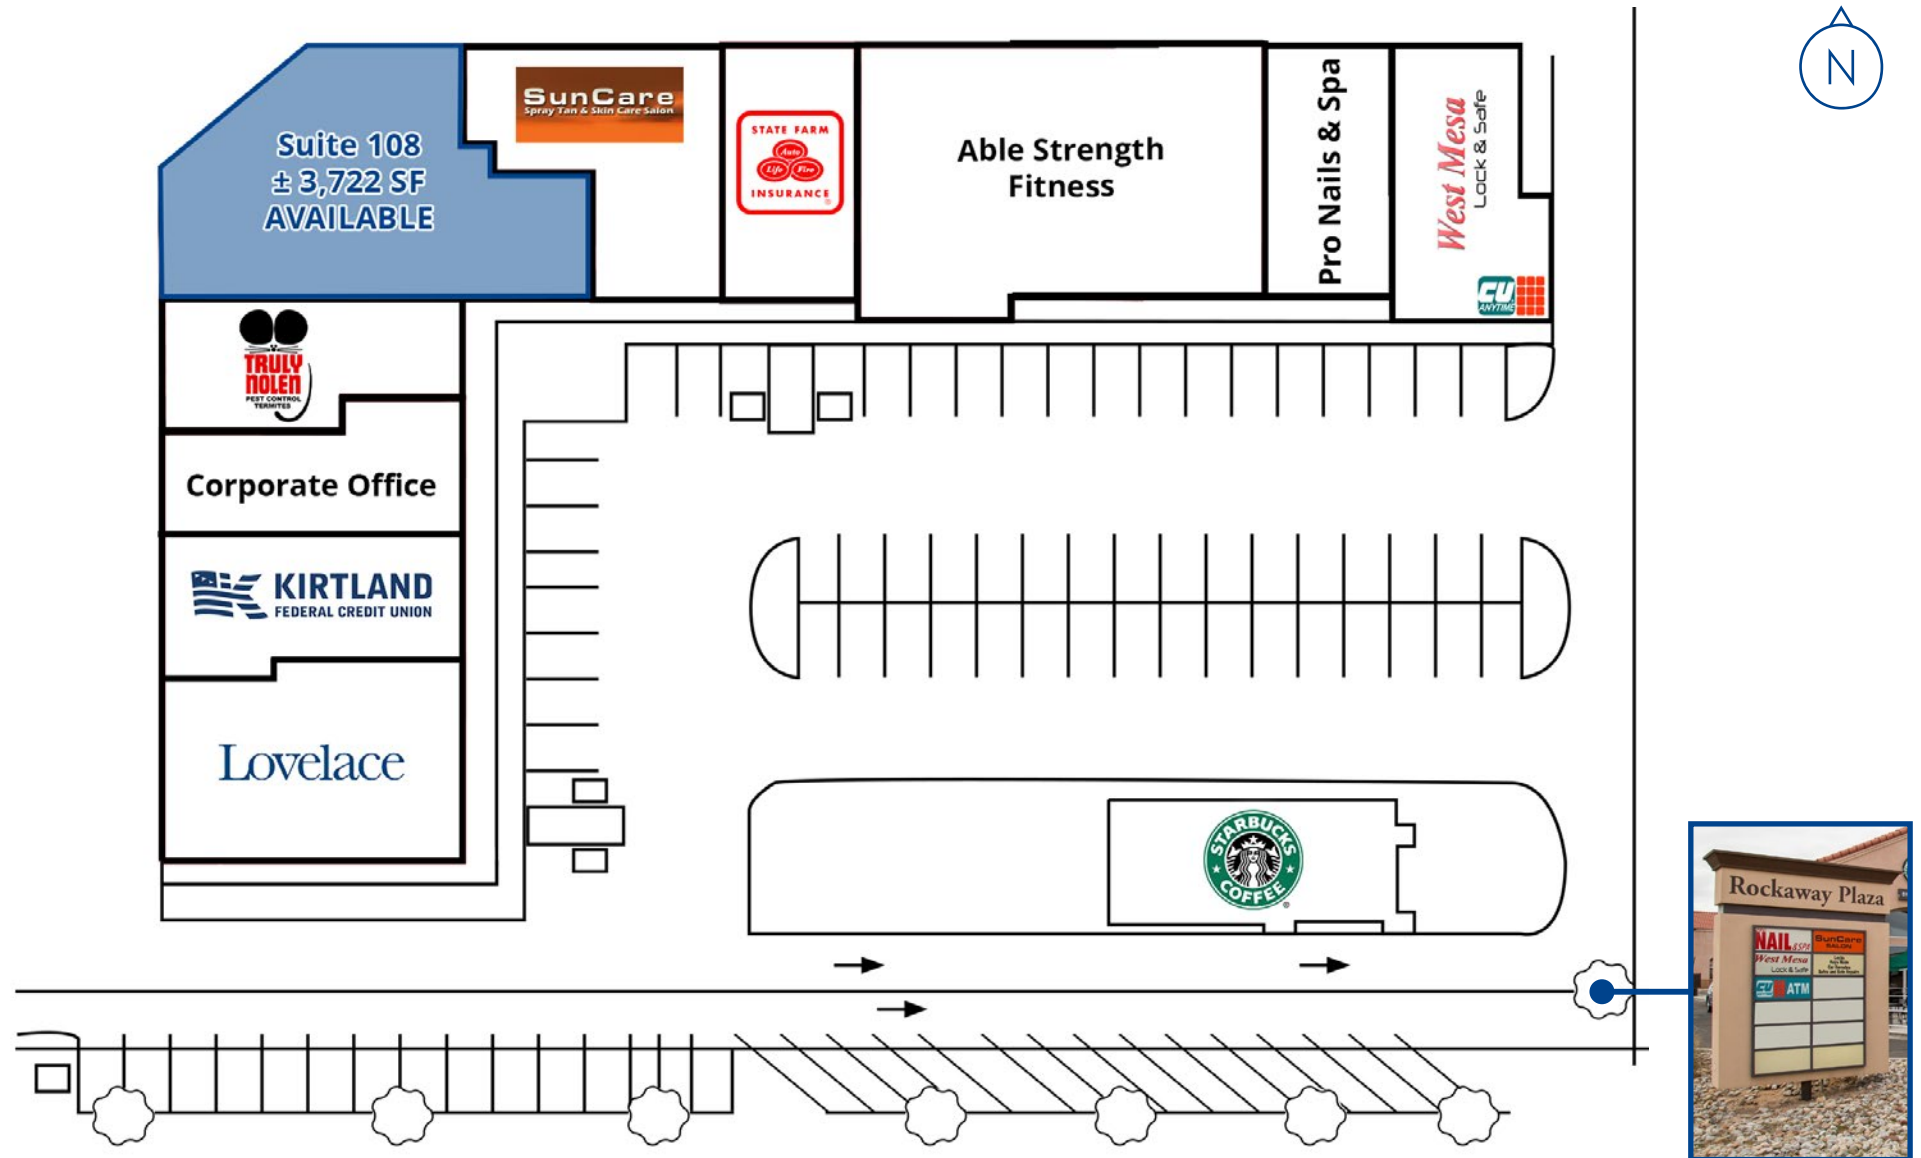 N
Suite 108
± 3,722 SF
AVAILABLE
SunCare
Spray Tan & Skin Care Salon
STATE FARM
Auto
Life Fire
INSURANCE
®
Able Strength
Fitness
Pro Nails & Spa
West Mesa
Lock & Safe
CU
ANYTIME
TRULY
NOLEN
PEST CONTROL
TERMITES
Corporate Office
KIRTLAND
FEDERAL CREDIT UNION
Lovelace
STARBUCKS
COFFEE
®
Rockaway Plaza
NAIL &SPA
SunCare
SALON
West Mesa
Lock & Safe
CU ATM